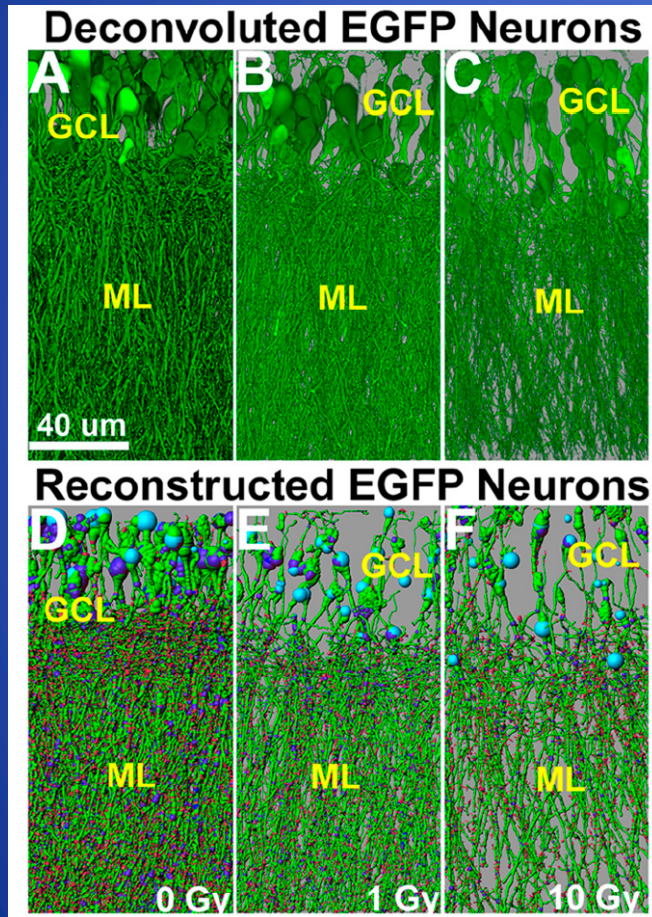 Deconvoluted EGFP Neurons
A B C
GCL GCL GCL
ML ML ML
40 um
Reconstructed EGFP Neurons
D E F
GCL GCL GCL
ML ML ML
0 Gy 1 Gy 10 Gy